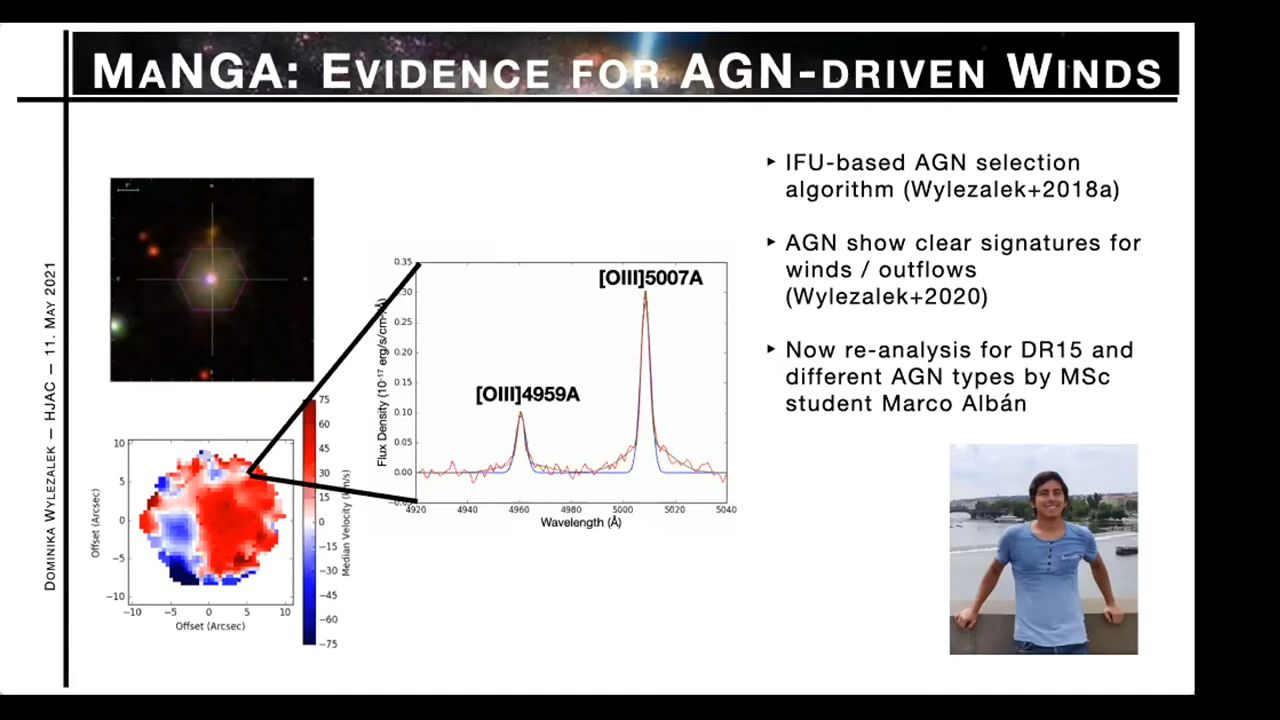 MANGA: EVIDENCE FOR AGN-DRIVEN WINDS
DOMINIKA WYLEZALEK — HJAC — 11. MAY 2021
‣ IFU-based AGN selection
algorithm (Wylezalek+2018a)
‣ AGN show clear signatures for
winds / outflows
(Wylezalek+2020)
‣ Now re-analysis for DR15 and
different AGN types by MSc
student Marco Albán
[OIII]5007A
[OIII]4959A
Flux Density (10⁻¹⁷ erg/s/cm²/Å)
0.35
0.30
0.25
0.20
0.15
0.10
0.05
0.00
4920 4940 4960 4980 5000 5020 5040
Wavelength (Å)
Offset (Arcsec)
10
5
0
−5
−10
−10 −5 0 5 10
Offset (Arcsec)
75
60
45
30
15
0
−15
−30
−45
−60
−75
Median Velocity (km/s)